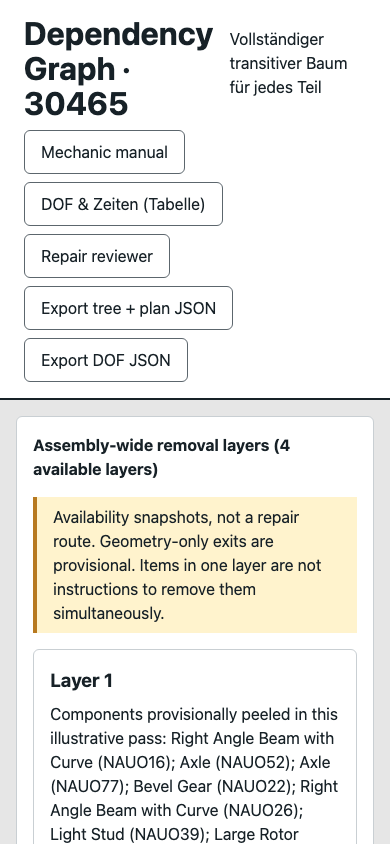 Dependency
Graph ·
30465
Vollständiger
transitiver Baum
für jedes Teil
Mechanic manual
DOF & Zeiten (Tabelle)
Repair reviewer
Export tree + plan JSON
Export DOF JSON
Assembly-wide removal layers (4
available layers)
Availability snapshots, not a repair
route. Geometry-only exits are
provisional. Items in one layer are not
instructions to remove them
simultaneously.
Layer 1
Components provisionally peeled in this
illustrative pass: Right Angle Beam with
Curve (NAUO16); Axle (NAUO52); Axle
(NAUO77); Bevel Gear (NAUO22); Right
Angle Beam with Curve (NAUO26);
Light Stud (NAUO39); Large Rotor